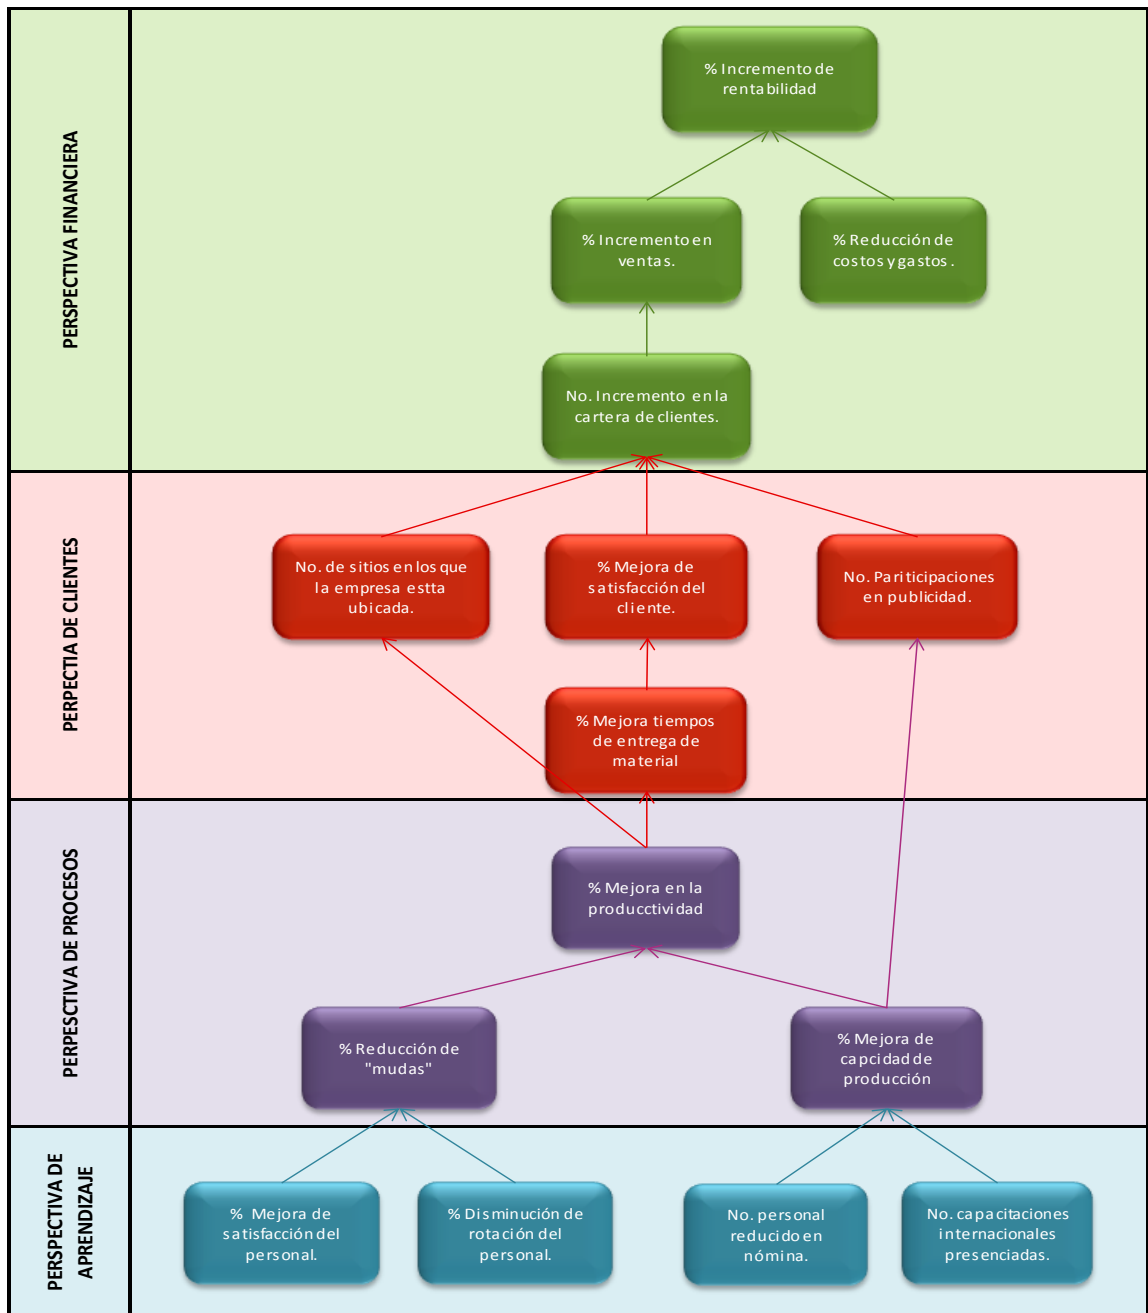 PERSPECTIVA FINANCIERA
% Incremento de
rentabilidad
% Incremento en
ventas.
% Reducción de
costos y gastos.
No. Incremento en la
cartera de clientes.
PERPECTIA DE CLIENTES
No. de sitios en los que
la empresa estta
ubicada.
% Mejora de
satisfacción del
cliente.
No. Pariticipaciones
en publicidad.
% Mejora tiempos
de entrega de
material
PERPESCTIVA DE PROCESOS
% Mejora en la
producctividad
% Reducción de
"mudas"
% Mejora de
capcidad de
producción
PERSPECTIVA DE
APRENDIZAJE
% Mejora de
satisfacción del
personal.
% Disminución de
rotación del
personal.
No. personal
reducido en
nómina.
No. capacitaciones
internacionales
presenciadas.